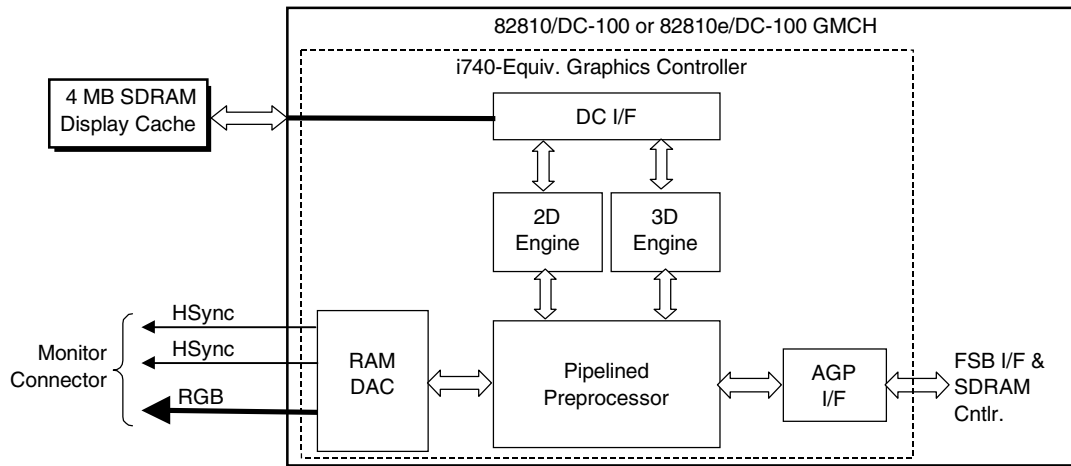 82810/DC-100 or 82810e/DC-100 GMCH
i740-Equiv. Graphics Controller
4 MB SDRAM
Display Cache
DC I/F
2D
Engine
3D
Engine
HSync
HSync
RGB
Monitor
Connector
RAM
DAC
Pipelined
Preprocessor
AGP
I/F
FSB I/F &
SDRAM
Cntlr.